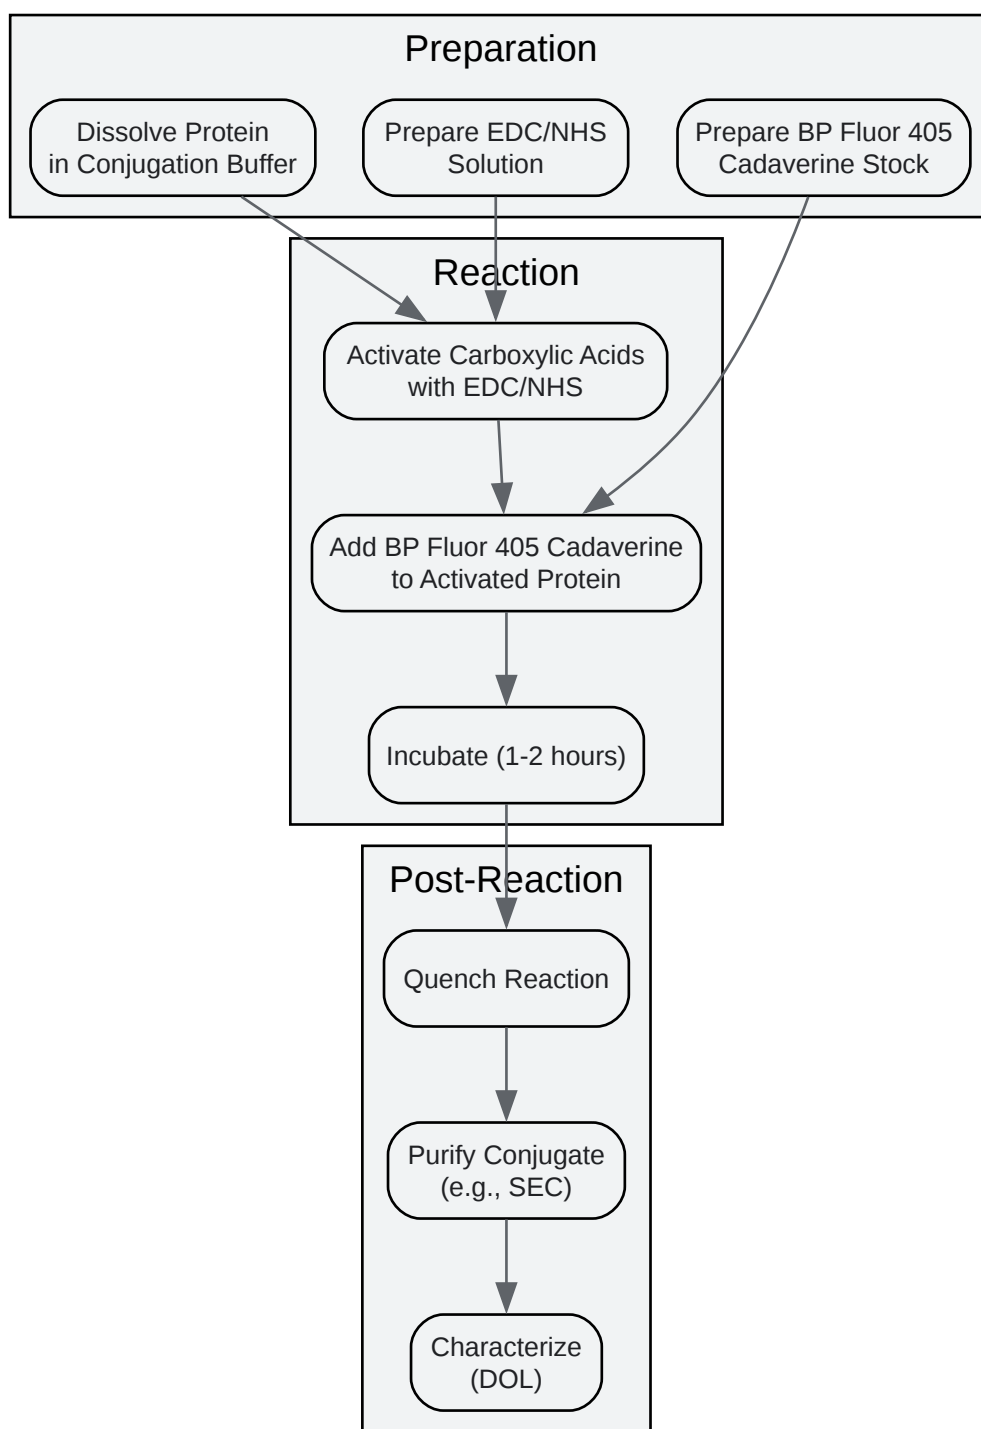 Preparation
Dissolve Protein
in Conjugation Buffer
Prepare EDC/NHS
Solution
Prepare BP Fluor 405
Cadaverine Stock
Reaction
Activate Carboxylic Acids
with EDC/NHS
Add BP Fluor 405 Cadaverine
to Activated Protein
Incubate (1-2 hours)
Post-Reaction
Quench Reaction
Purify Conjugate
(e.g., SEC)
Characterize
(DOL)